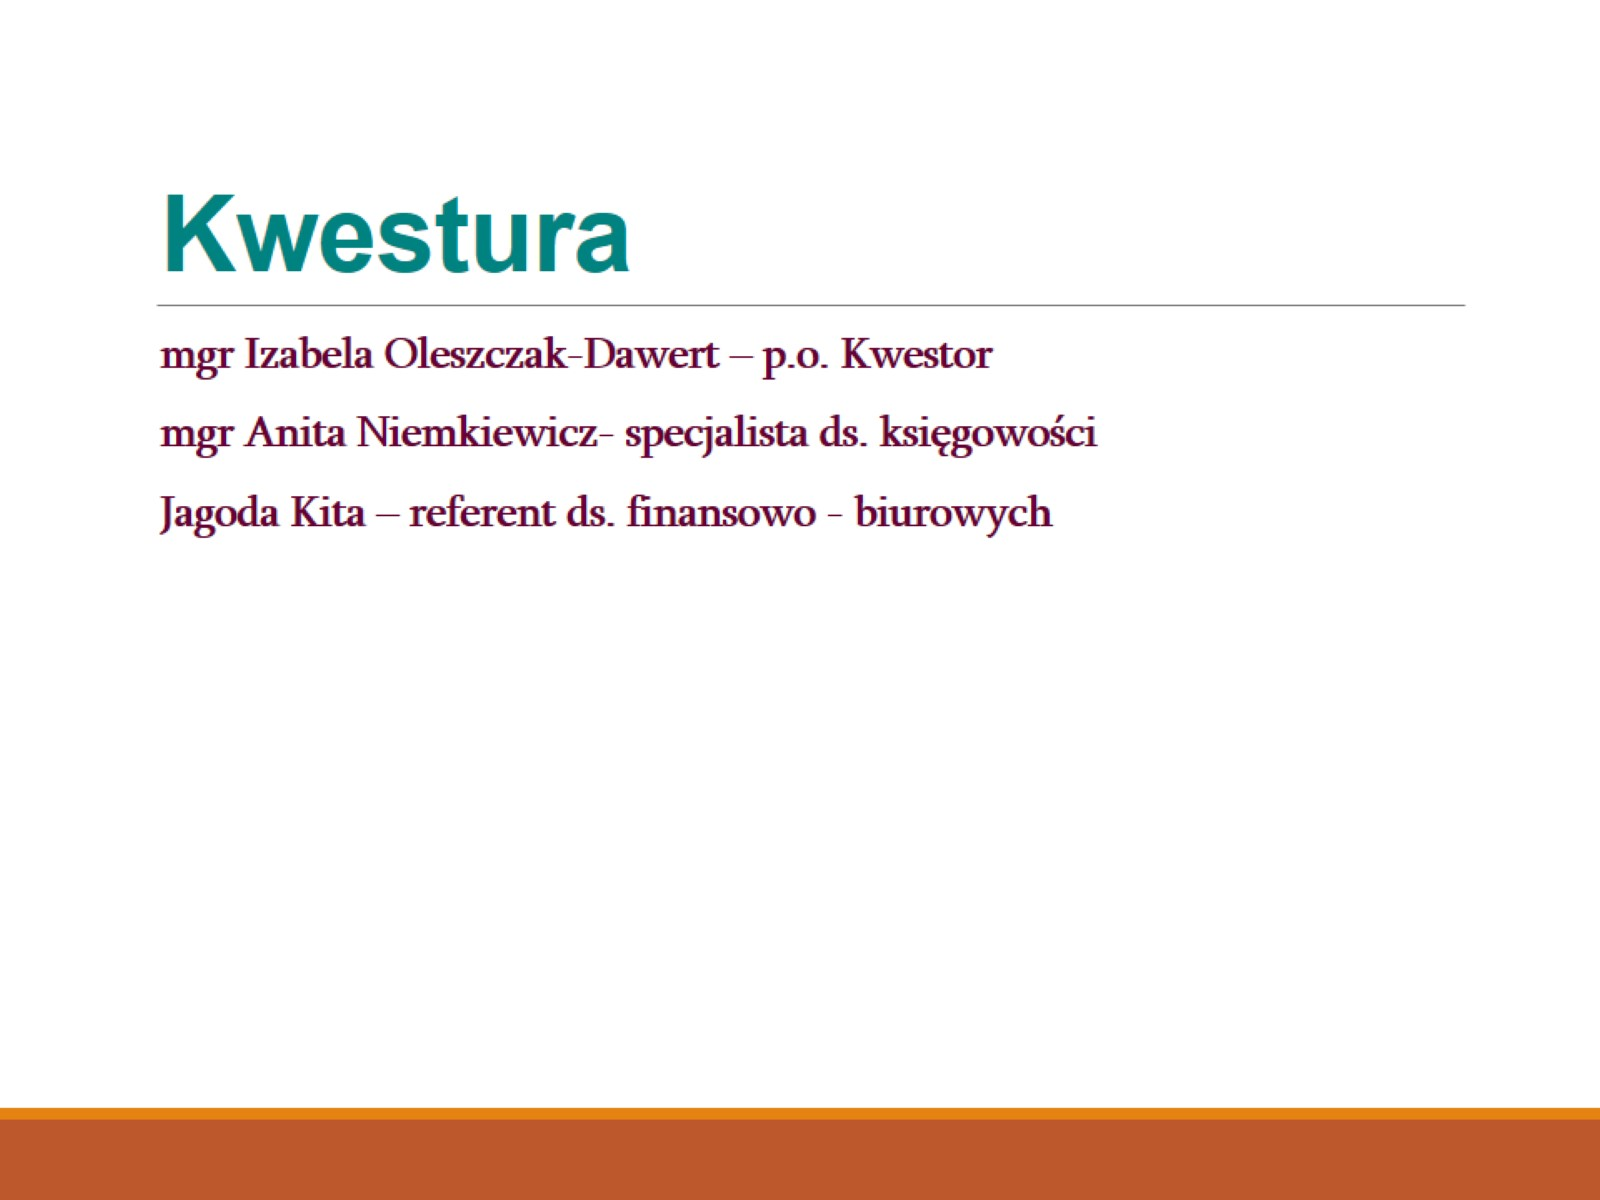 Kwestura
mgr Izabela Oleszczak-Dawert – p.o. Kwestor
mgr Anita Niemkiewicz- specjalista ds. księgowości
Jagoda Kita – referent ds. finansowo - biurowych